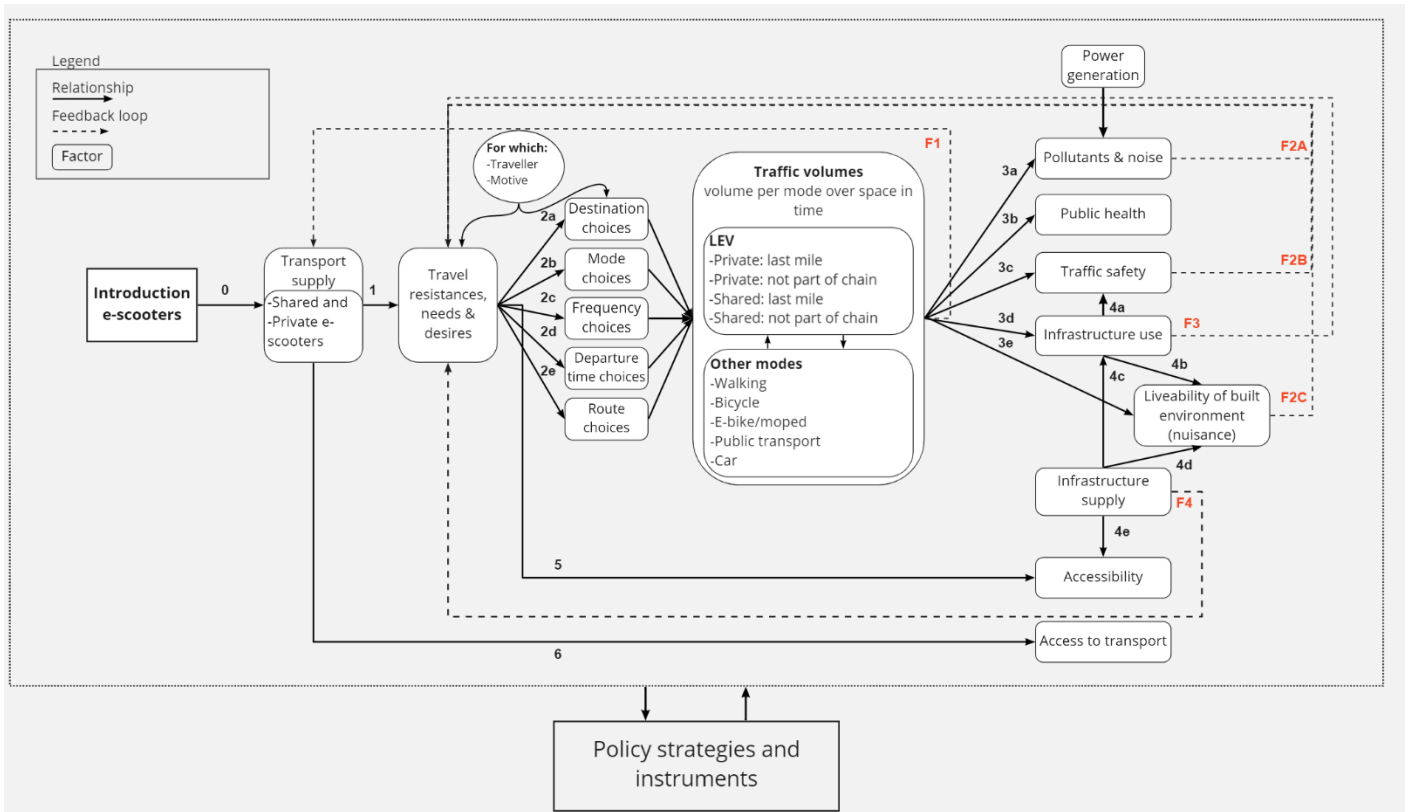 Legend
Relationship
Feedback loop
Factor
Power
generation
For which:
-Traveller
-Motive
F1
Traffic volumes
volume per mode over space in
time
LEV
-Private: last mile
-Private: not part of chain
-Shared: last mile
-Shared: not part of chain
Other modes
-Walking
-Bicycle
-E-bike/moped
-Public transport
-Car
Introduction
e-scooters
0
Transport
supply
-Shared and
-Private e-
scooters
1
Travel
resistances,
needs &
desires
2a
2b
2c
2d
2e
Destination
choices
Mode
choices
Frequency
choices
Departure
time choices
Route
choices
3a
3b
3c
3d
3e
Pollutants & noise
F2A
Public health
Traffic safety
F2B
4a
Infrastructure use
F3
4c
4b
Liveability of built
environment
(nuisance)
F2C
4d
Infrastructure
supply
F4
4e
5
Accessibility
6
Access to transport
Policy strategies and
instruments